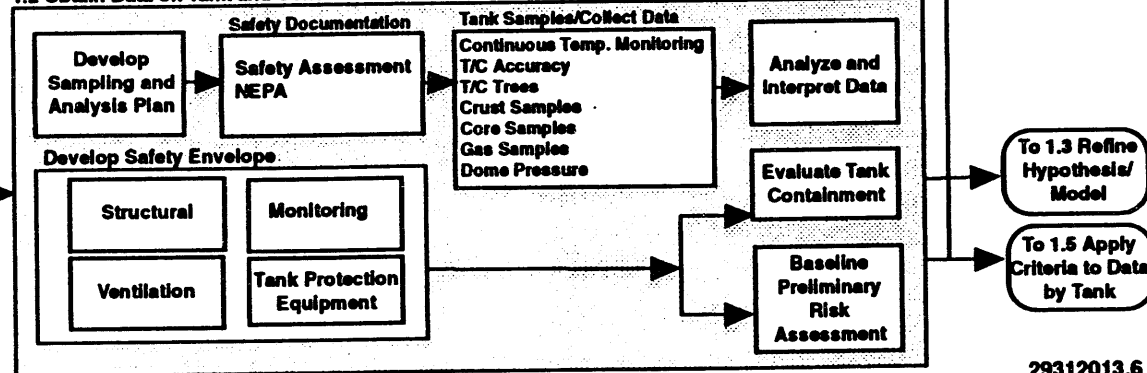 Safety Documentation
Tank Samples/Collect Data
Develop
Sampling and
Analysis Plan
Safety Assessment
NEPA
Continuous Temp. Monitoring
T/C Accuracy
T/C Trees
Crust Samples
Core Samples
Gas Samples
Dome Pressure
Analyze and
Interpret Data
Develop Safety Envelope
Structural
Monitoring
Ventilation
Tank Protection
Equipment
Evaluate Tank
Containment
Baseline
Preliminary
Risk
Assessment
To 1.3 Refine
Hypothesis/
Model
To 1.5 Apply
Criteria to Data
by Tank
29312013.6